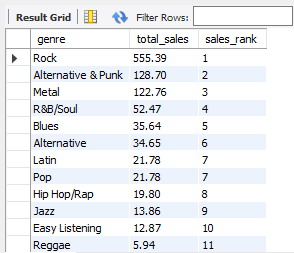 Result Grid Filter Rows:
genre total_sales sales_rank
Rock 555.39 1
Alternative & Punk 128.70 2
Metal 122.76 3
R&B/Soul 52.47 4
Blues 35.64 5
Alternative 34.65 6
Latin 21.78 7
Pop 21.78 7
Hip Hop/Rap 19.80 8
Jazz 13.86 9
Easy Listening 12.87 10
Reggae 5.94 11